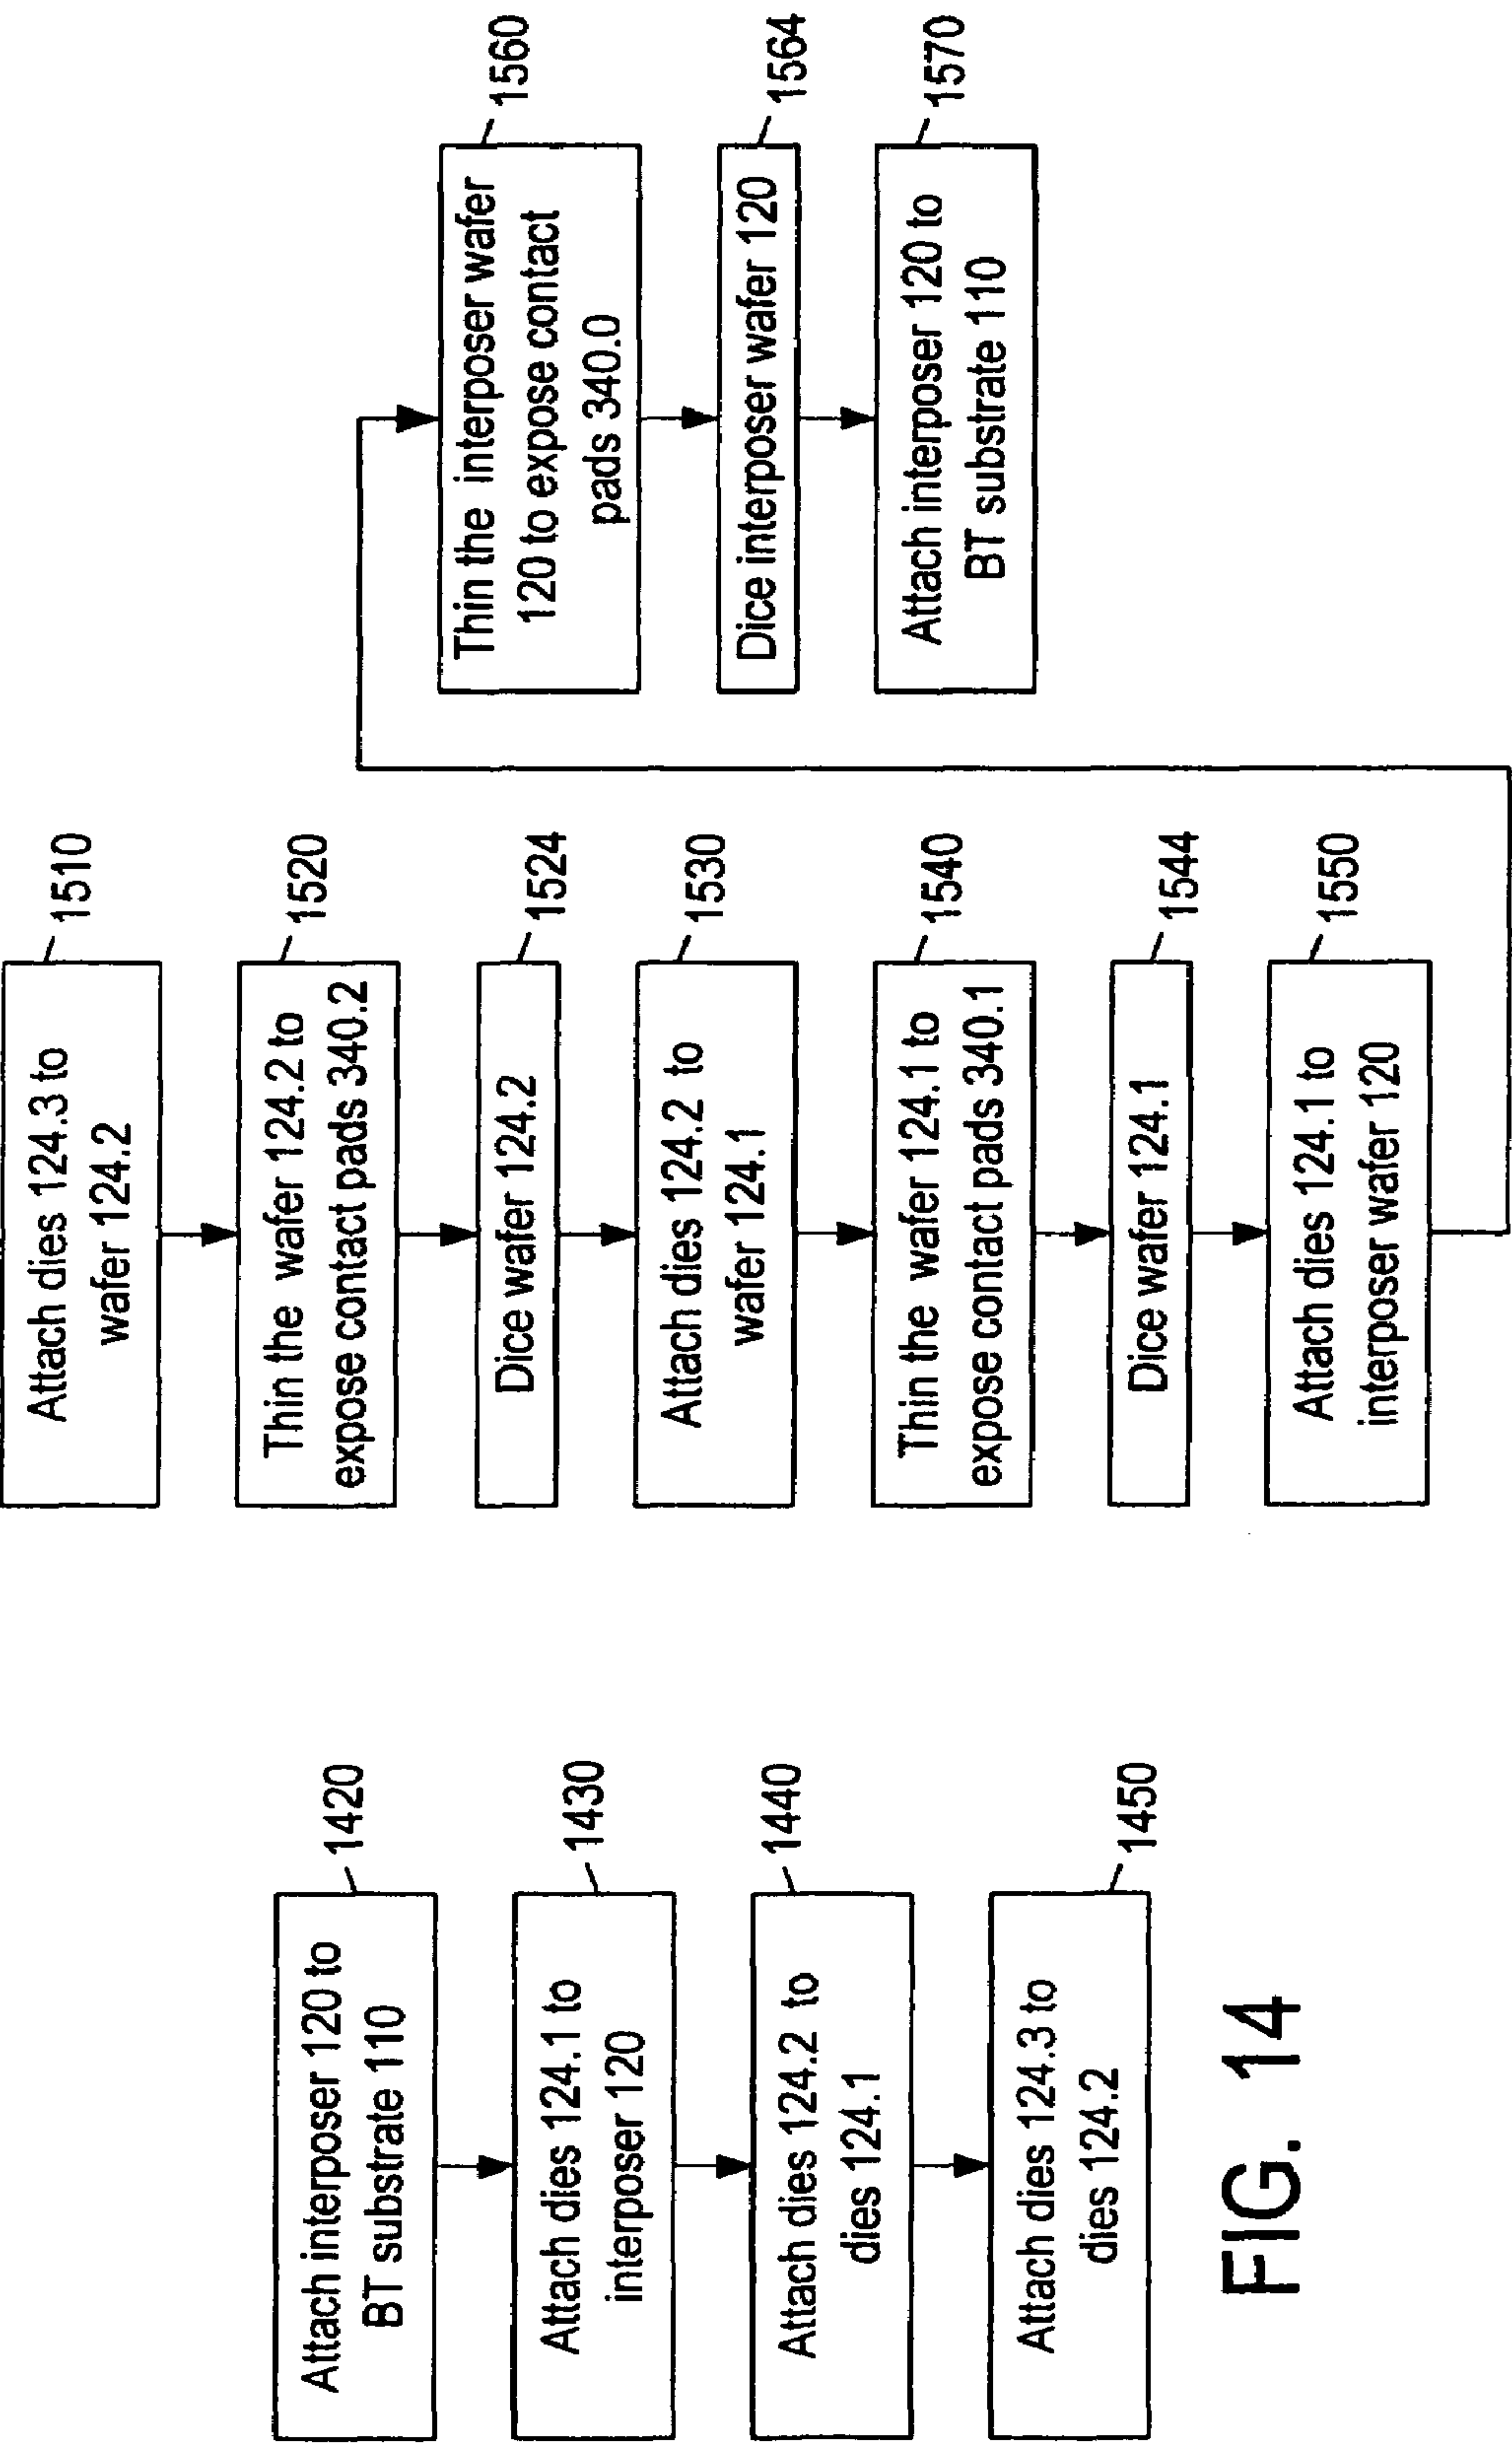 Attach interposer 120 to
BT substrate 110
1420
Attach dies 124.1 to
interposer 120
1430
Attach dies 124.2 to
dies 124.1
1440
Attach dies 124.3 to
dies 124.2
1450
FIG. 14
Attach dies 124.3 to
wafer 124.2
1510
Thin the wafer 124.2 to
expose contact pads 340.2
1520
Dice wafer 124.2
1524
Attach dies 124.2 to
wafer 124.1
1530
Thin the wafer 124.1 to
expose contact pads 340.1
1540
Dice wafer 124.1
1544
Attach dies 124.1 to
interposer wafer 120
1550
Thin the interposer wafer
120 to expose contact
pads 340.0
1560
Dice interposer wafer 120
1564
Attach interposer 120 to
BT substrate 110
1570